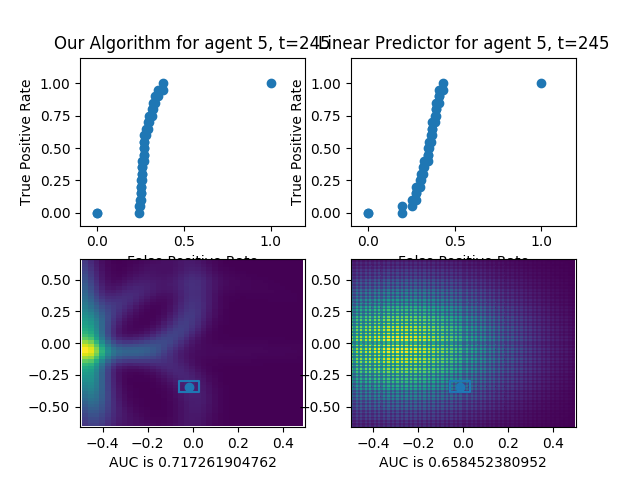 Our Algorithm for agent 5, t=245
Linear Predictor for agent 5, t=245
True Positive Rate
1.00
0.75
0.50
0.25
0.00
0.0 0.5 1.0
False Positive Rate
True Positive Rate
1.00
0.75
0.50
0.25
0.00
0.0 0.5 1.0
False Positive Rate
0.50
0.25
0.00
−0.25
−0.50
−0.4 −0.2 0.0 0.2 0.4
AUC is 0.717261904762
0.50
0.25
0.00
−0.25
−0.50
−0.4 −0.2 0.0 0.2 0.4
AUC is 0.658452380952